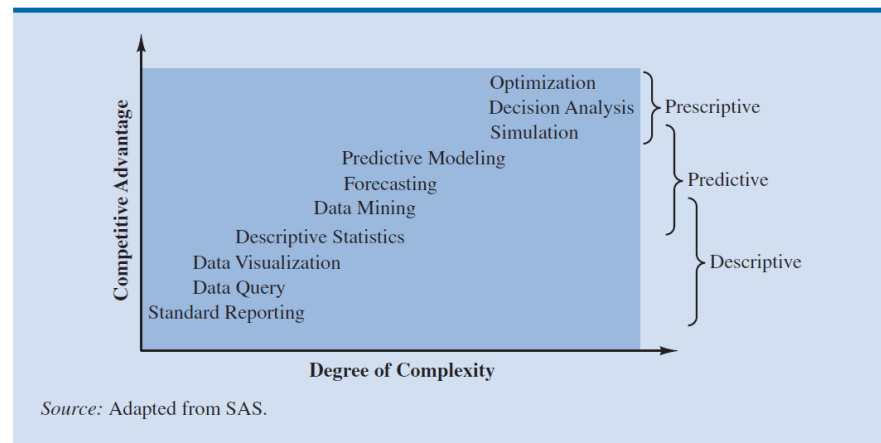 Competitive Advantage
Optimization
Decision Analysis
Simulation
Prescriptive
Predictive Modeling
Forecasting
Data Mining
Predictive
Descriptive Statistics
Data Visualization
Data Query
Standard Reporting
Descriptive
Degree of Complexity
Source: Adapted from SAS.